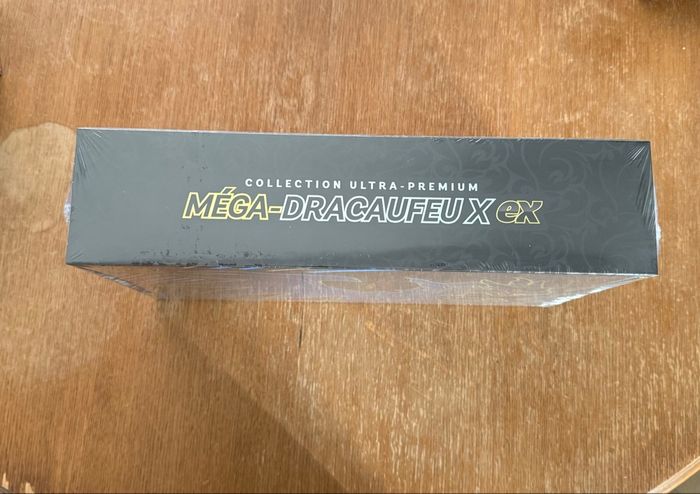 COLLECTION ULTRA-PREMIUM
MÉGA-DRACAUFEU X ex